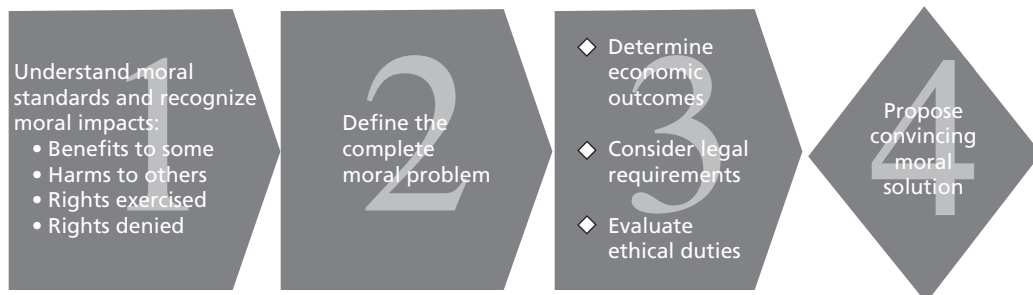 1
Understand moral
standards and recognize
moral impacts:
• Benefits to some
• Harms to others
• Rights exercised
• Rights denied
2
Define the
complete
moral problem
3
Determine
economic
outcomes
Consider legal
requirements
Evaluate
ethical duties
4
Propose
convincing
moral
solution